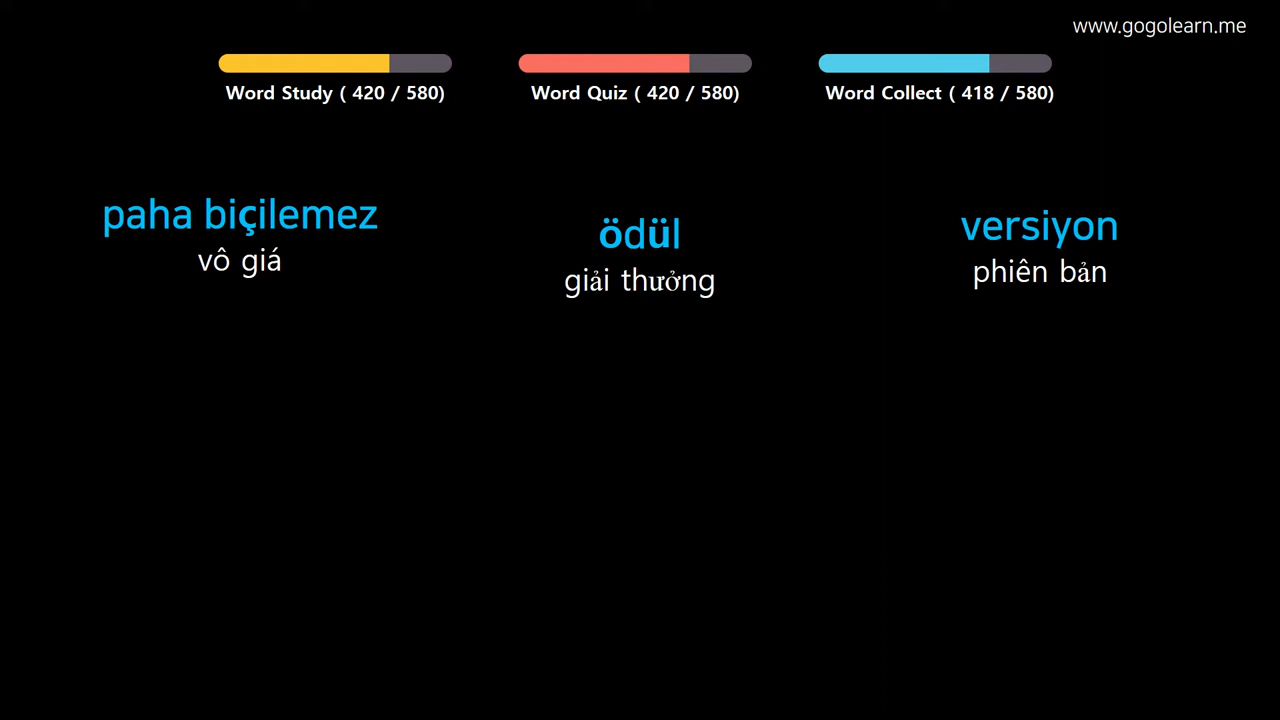 www.gogolearn.me
Word Study ( 420 / 580)
Word Quiz ( 420 / 580)
Word Collect ( 418 / 580)
paha biçilemez
vô giá
ödül
giải thưởng
versiyon
phiên bản